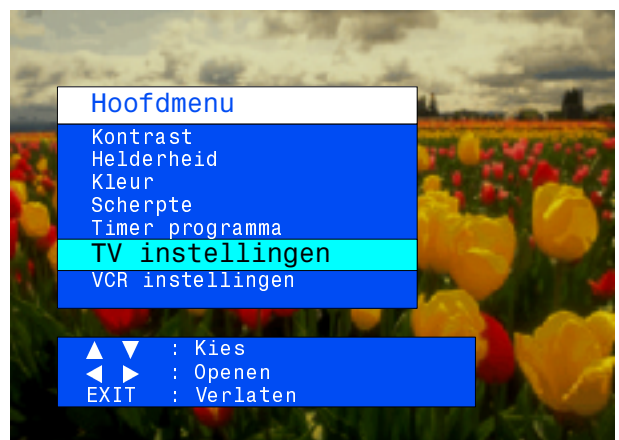 Hoofdmenu
Kontrast
Helderheid
Kleur
Scherpte
Timer programma
TV instellingen
VCR instellingen
▲ ▼ : Kies
◀ ▶ : Openen
EXIT : Verlaten